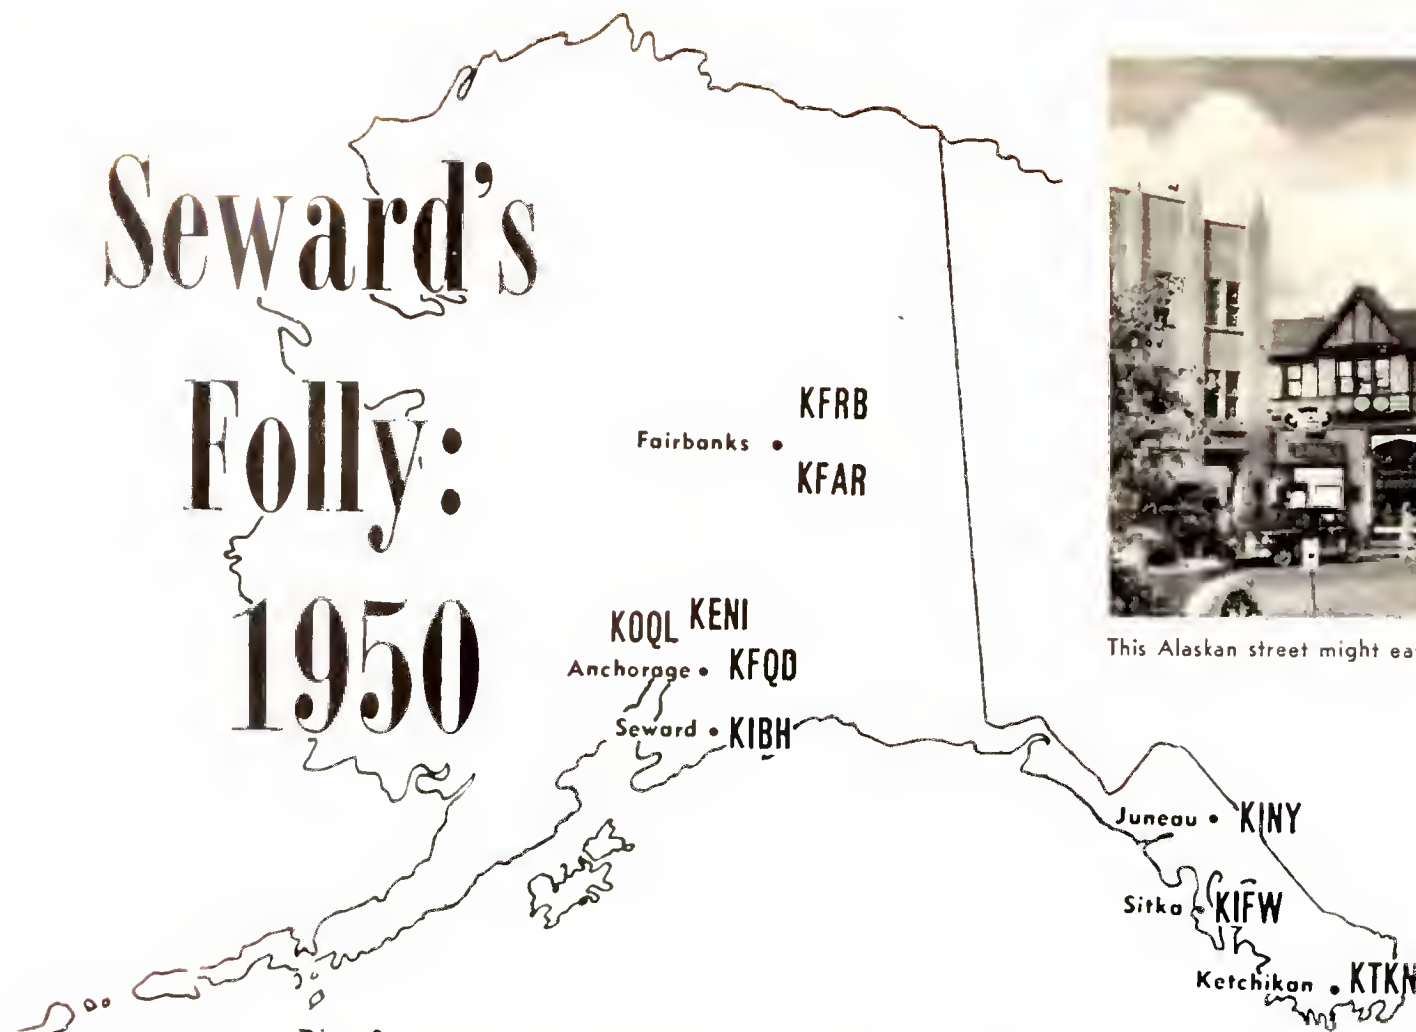 Seward's
Folly:
1950
KFRB
Fairbanks
KFAR
KOQL KENI
Anchorage KFQD
Seward KIBH
Juneau KINY
Sitka KIFW
Ketchikan KTKN
This Alaskan street might